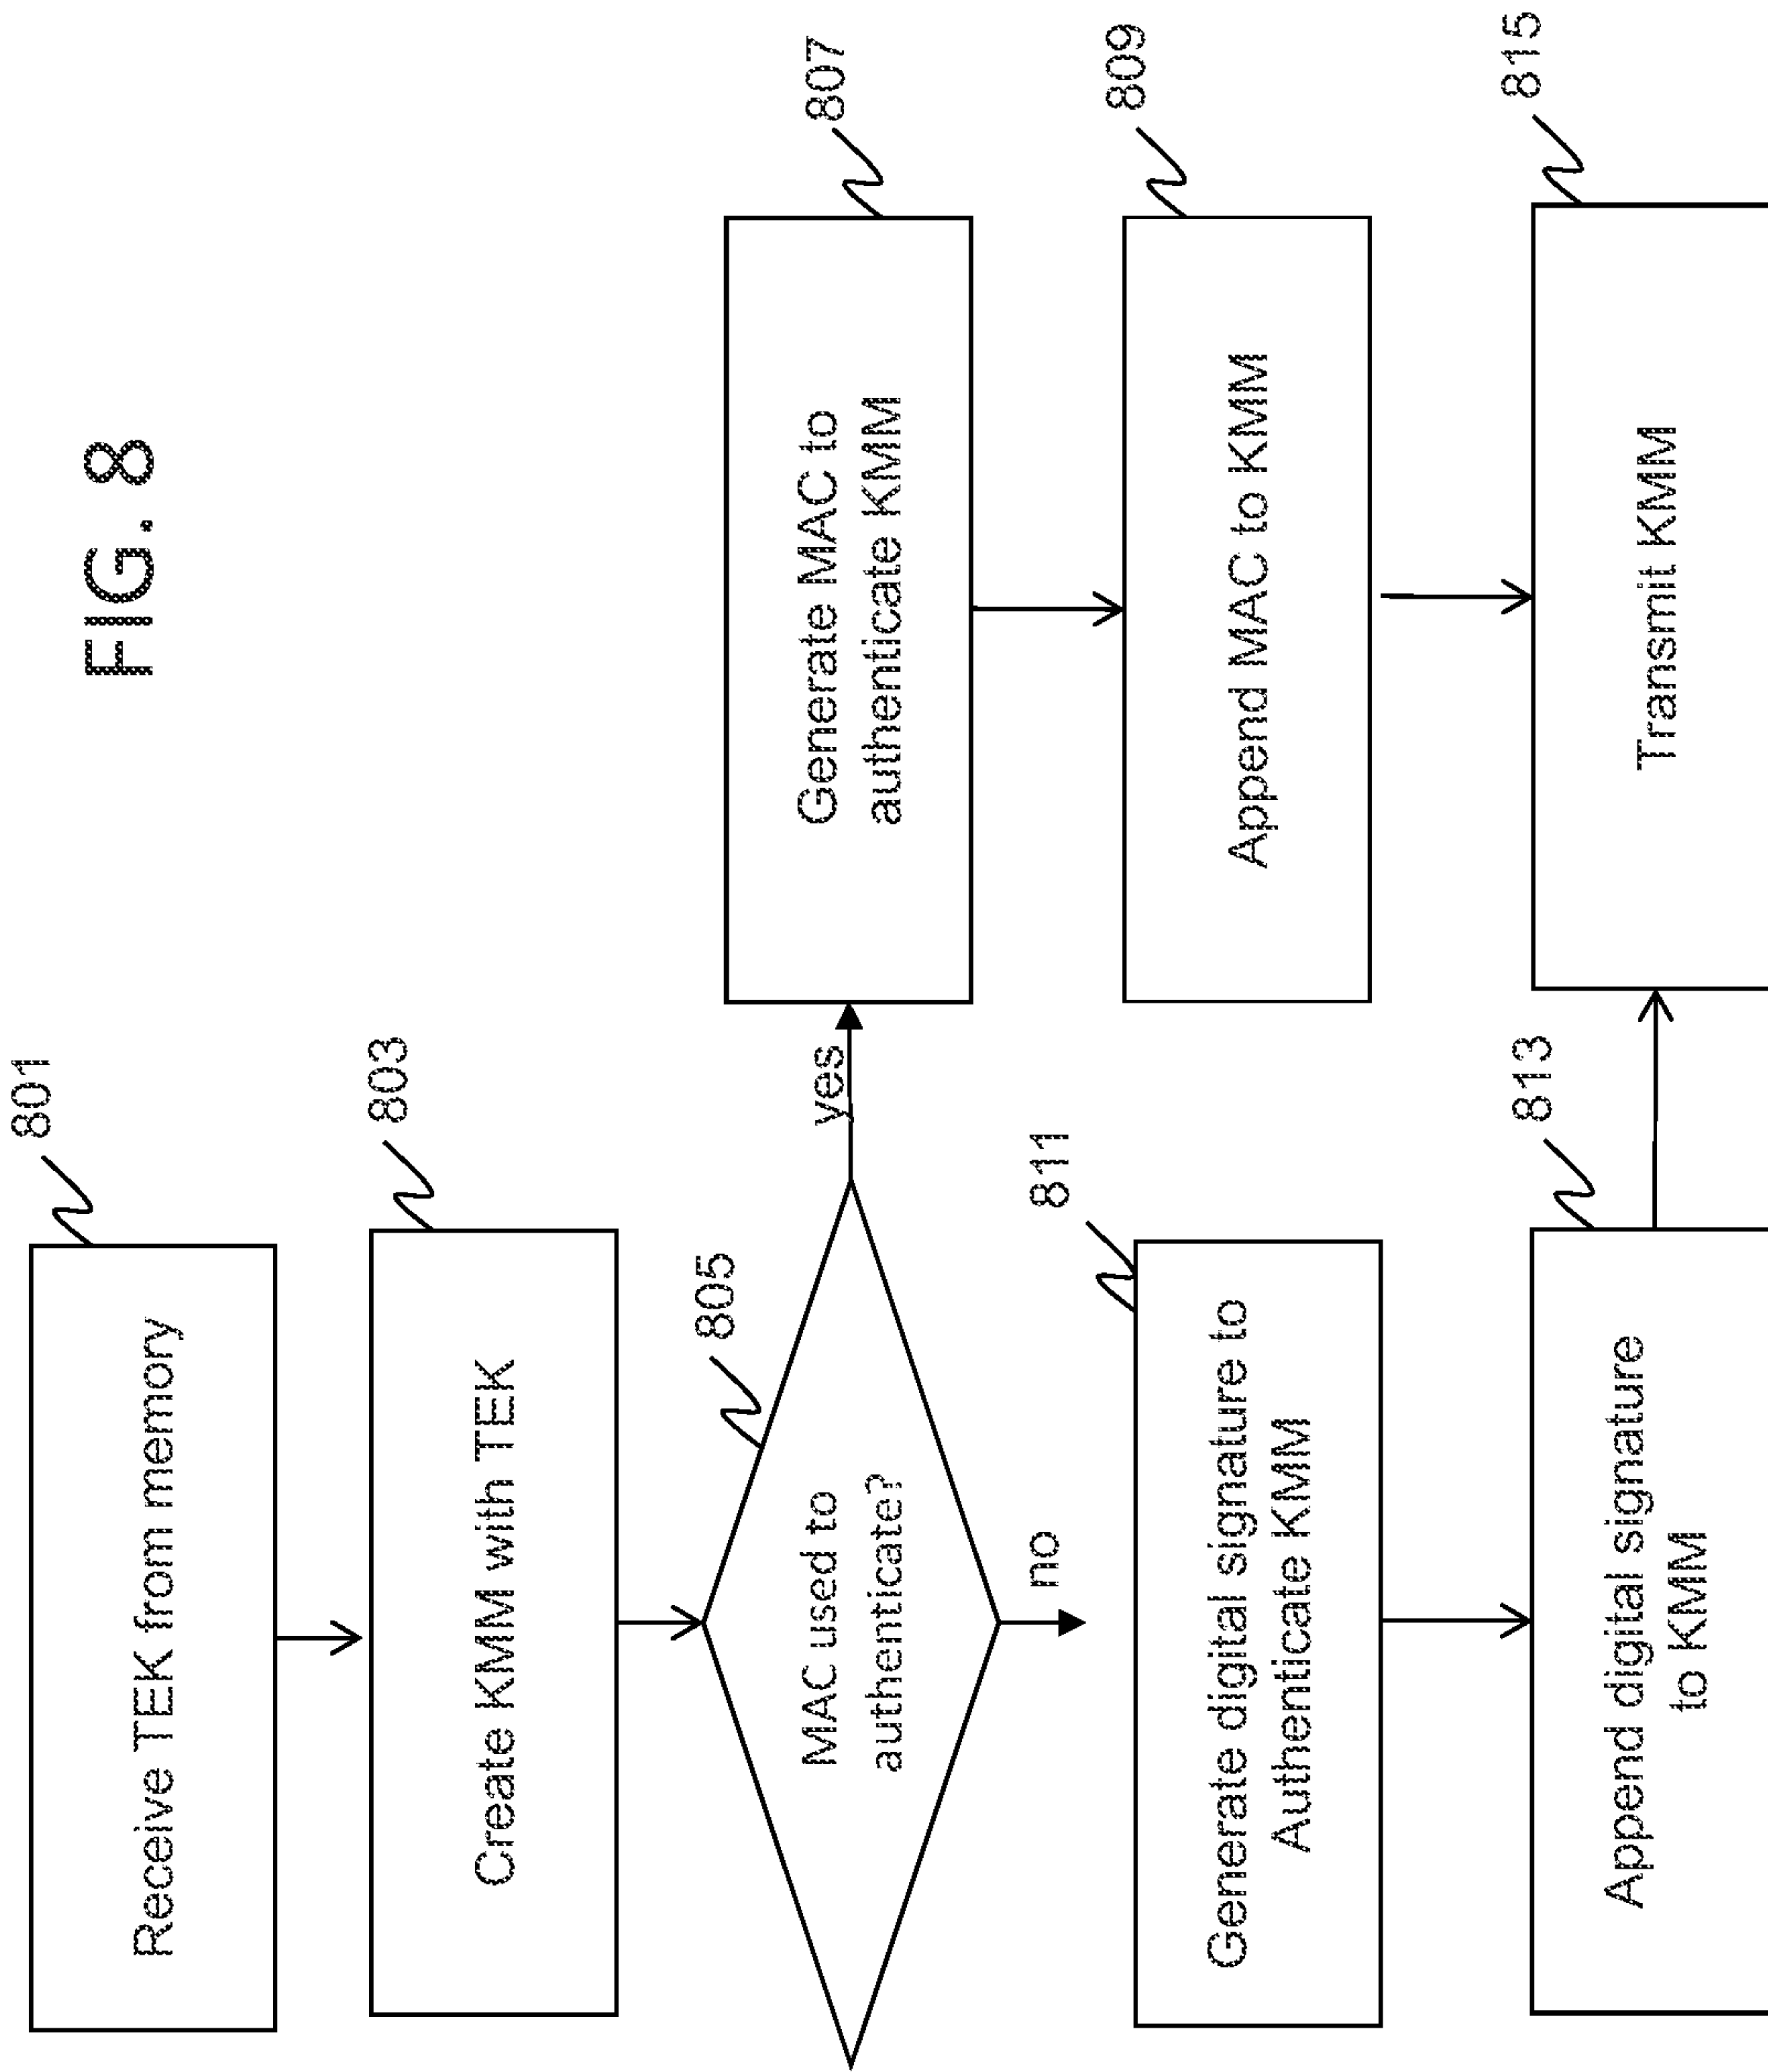 FIG. 8
801
Receive TEK from memory
803
Create KMM with TEK
805
MAC used to
authenticate?
yes
no
807
Generate MAC to
authenticate KMM
809
Append MAC to KMM
811
Generate digital signature to
Authenticate KMM
813
Append digital signature
to KMM
815
Transmit KMM